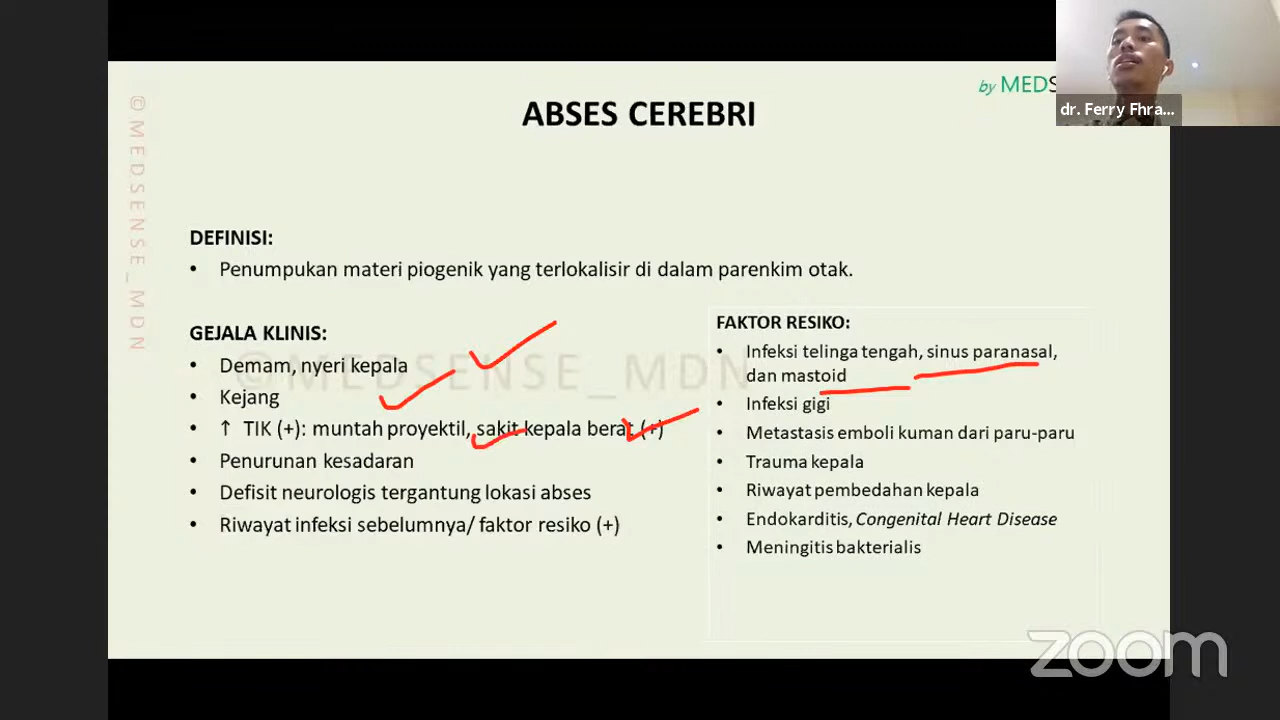 by MEDS
dr. Ferry Fhra...
ABSES CEREBRI
@MEDSENSE_MDN
DEFINISI:
• Penumpukan materi piogenik yang terlokalisir di dalam parenkim otak.
GEJALA KLINIS:
• Demam, nyeri kepala
• Kejang
• ↑ TIK (+): muntah proyektil, sakit kepala berat (+)
• Penurunan kesadaran
• Defisit neurologis tergantung lokasi abses
• Riwayat infeksi sebelumnya/ faktor resiko (+)
@MEDSENSE_MDN
FAKTOR RESIKO:
• Infeksi telinga tengah, sinus paranasal,
dan mastoid
• Infeksi gigi
• Metastasis emboli kuman dari paru-paru
• Trauma kepala
• Riwayat pembedahan kepala
• Endokarditis, Congenital Heart Disease
• Meningitis bakterialis
zoom